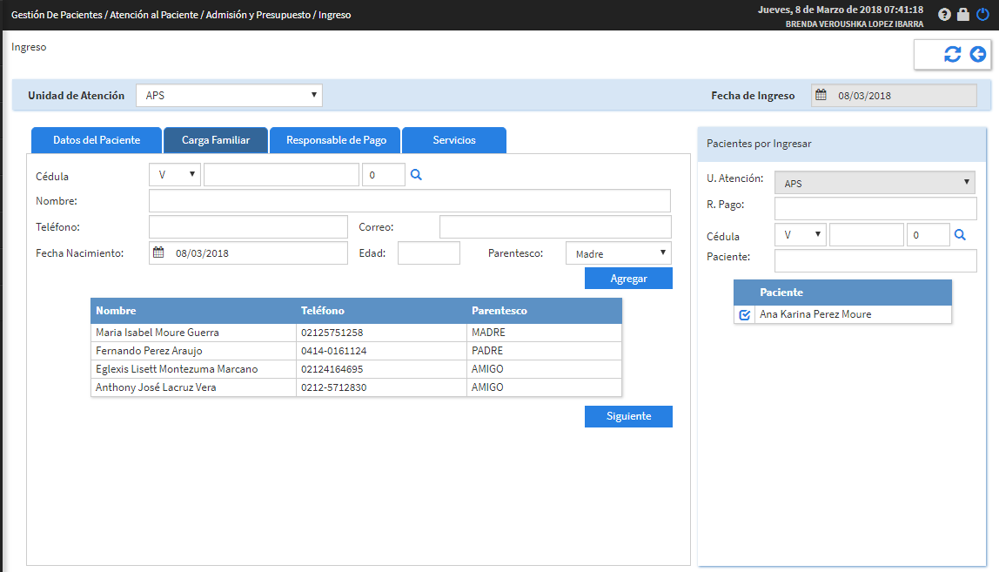 Gestión De Pacientes / Atención al Paciente / Admisión y Presupuesto / Ingreso
Jueves, 8 de Marzo de 2018 07:41:18
BRENDA VEROUSHKA LOPEZ IBARRA
Ingreso
Unidad de Atención APS Fecha de Ingreso 08/03/2018
Datos del Paciente Carga Familiar Responsable de Pago Servicios
Cédula V 0
Nombre:
Teléfono: Correo:
Fecha Nacimiento: 08/03/2018 Edad: Parentesco: Madre
Agregar
Nombre Teléfono Parentesco
Maria Isabel Moure Guerra 02125751258 MADRE
Fernando Perez Araujo 0414-0161124 PADRE
Eglexis Lisett Montezuma Marcano 02124164695 AMIGO
Anthony José Lacruz Vera 0212-5712830 AMIGO
Siguiente
Pacientes por Ingresar
U. Atención: APS
R. Pago:
Cédula V 0
Paciente:
Paciente
Ana Karina Perez Moure